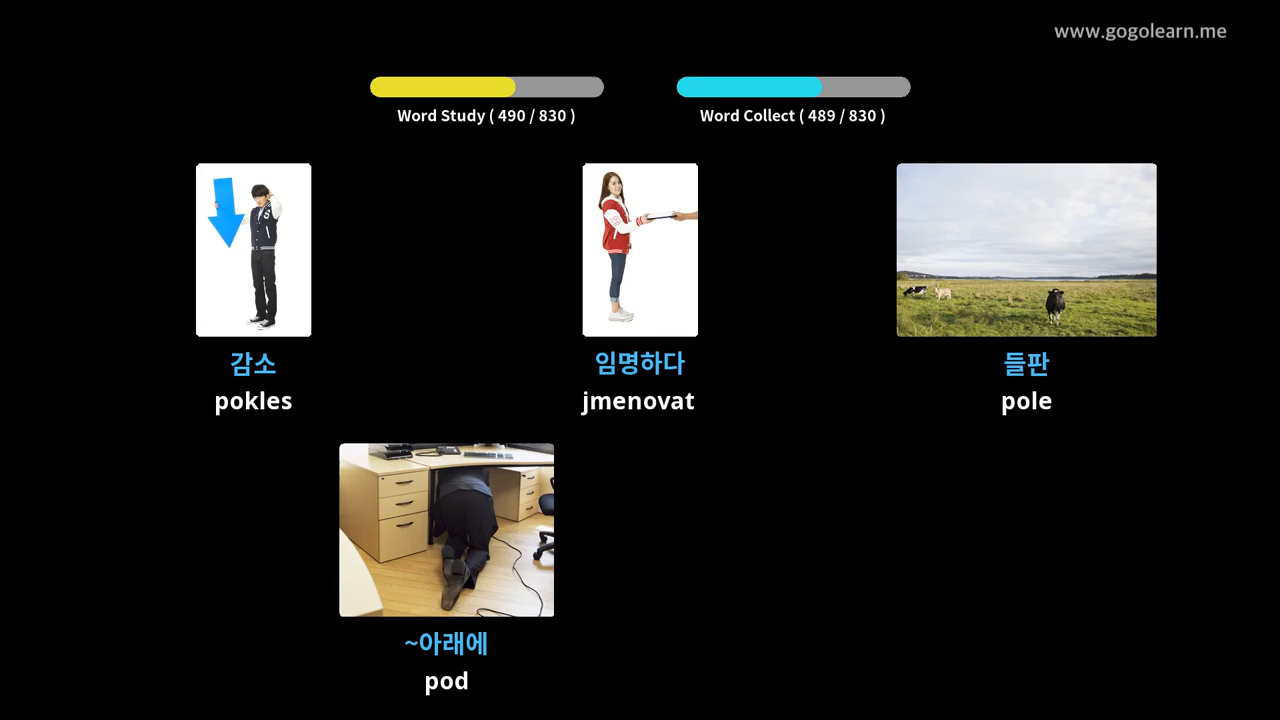 www.gogolearn.me
Word Study ( 490 / 830 )
Word Collect ( 489 / 830 )
감소
pokles
임명하다
jmenovat
들판
pole
~아래에
pod